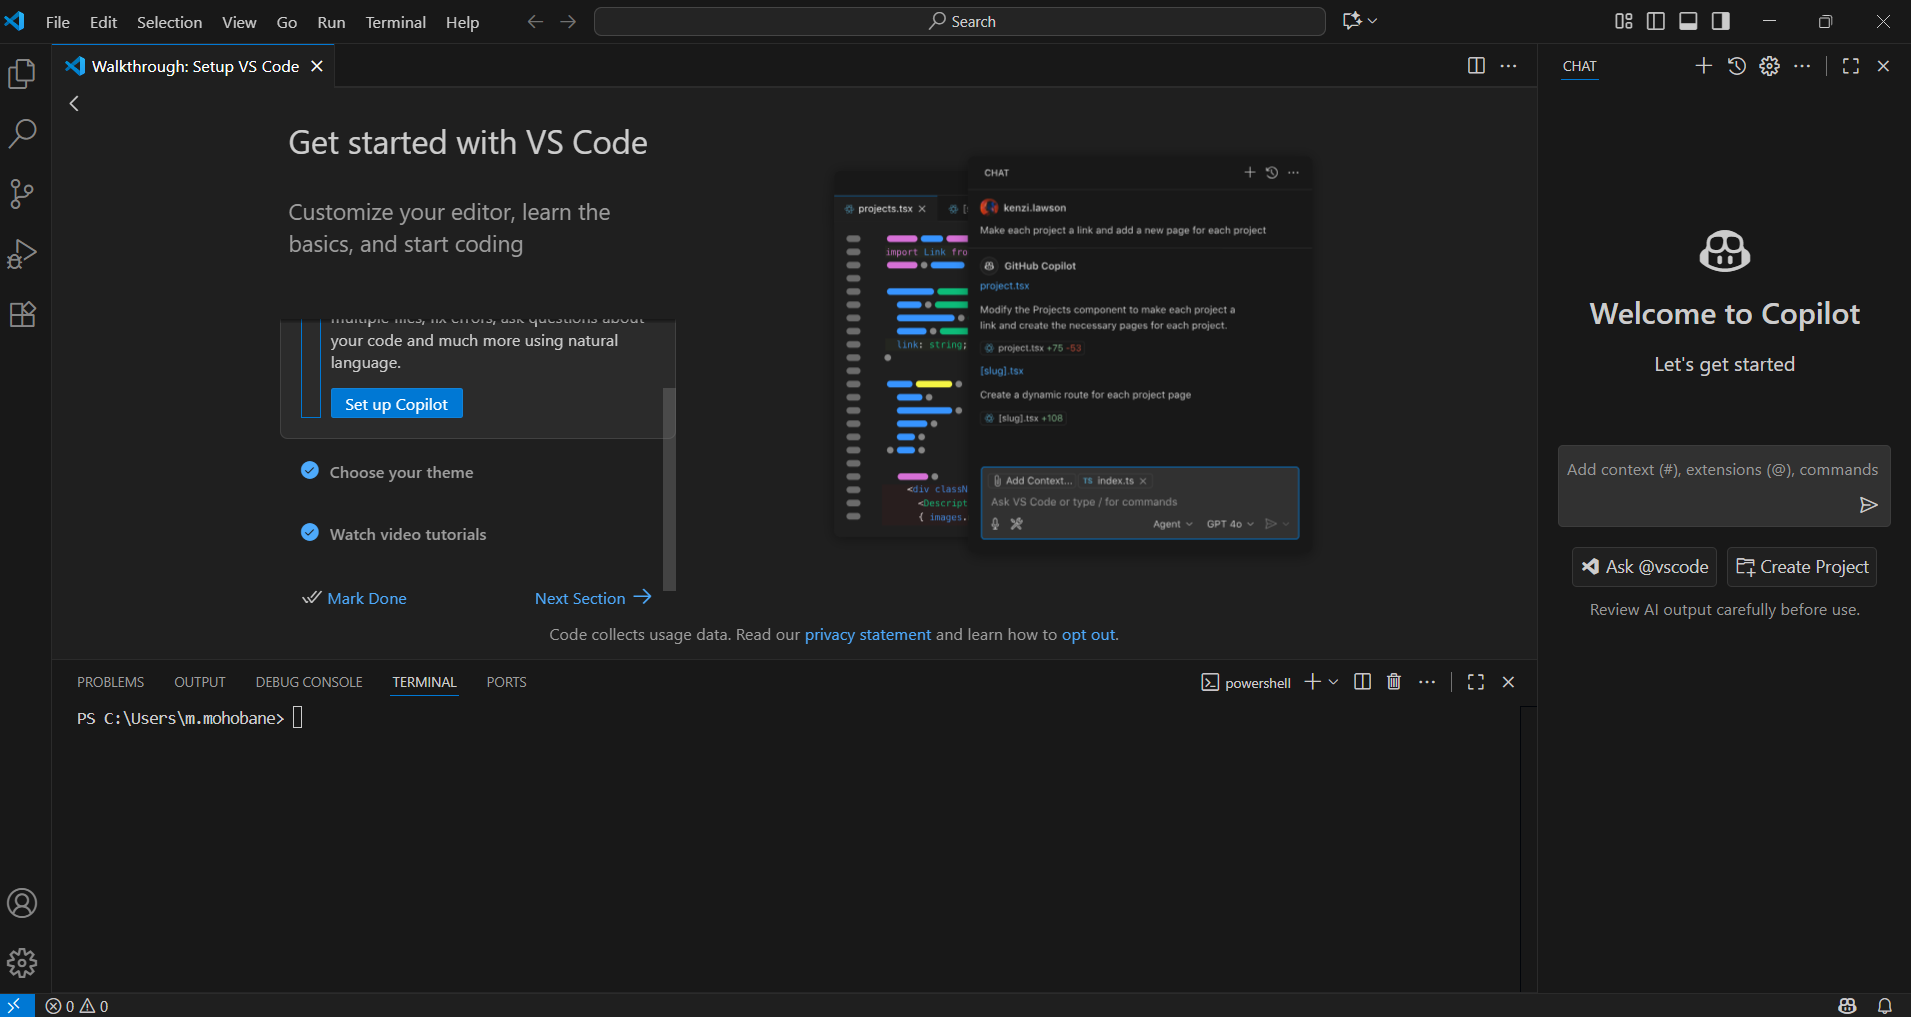 File Edit Selection View Go Run Terminal Help
Search
Walkthrough: Setup VS Code
Get started with VS Code
Customize your editor, learn the
basics, and start coding
multiple files, fix errors, ask questions about
your code and much more using natural
language.
Set up Copilot
Choose your theme
Watch video tutorials
Mark Done
Next Section
projects.tsx
import Link fro
link: string;
<div classN
<Descript
{ images.
CHAT
kenzi.lawson
Make each project a link and add a new page for each project
GitHub Copilot
project.tsx
Modify the Projects component to make each project a
link and create the necessary pages for each project.
project.tsx +75 -53
[slug].tsx
Create a dynamic route for each project page
[slug].tsx +108
Add Context... TS index.ts
Ask VS Code or type / for commands
Agent GPT 4o
Code collects usage data. Read our privacy statement and learn how to opt out.
PROBLEMS OUTPUT DEBUG CONSOLE TERMINAL PORTS
powershell
PS C:\Users\m.mohobane>
CHAT
Welcome to Copilot
Let's get started
Add context (#), extensions (@), commands
Ask @vscode
Create Project
Review AI output carefully before use.
0 0